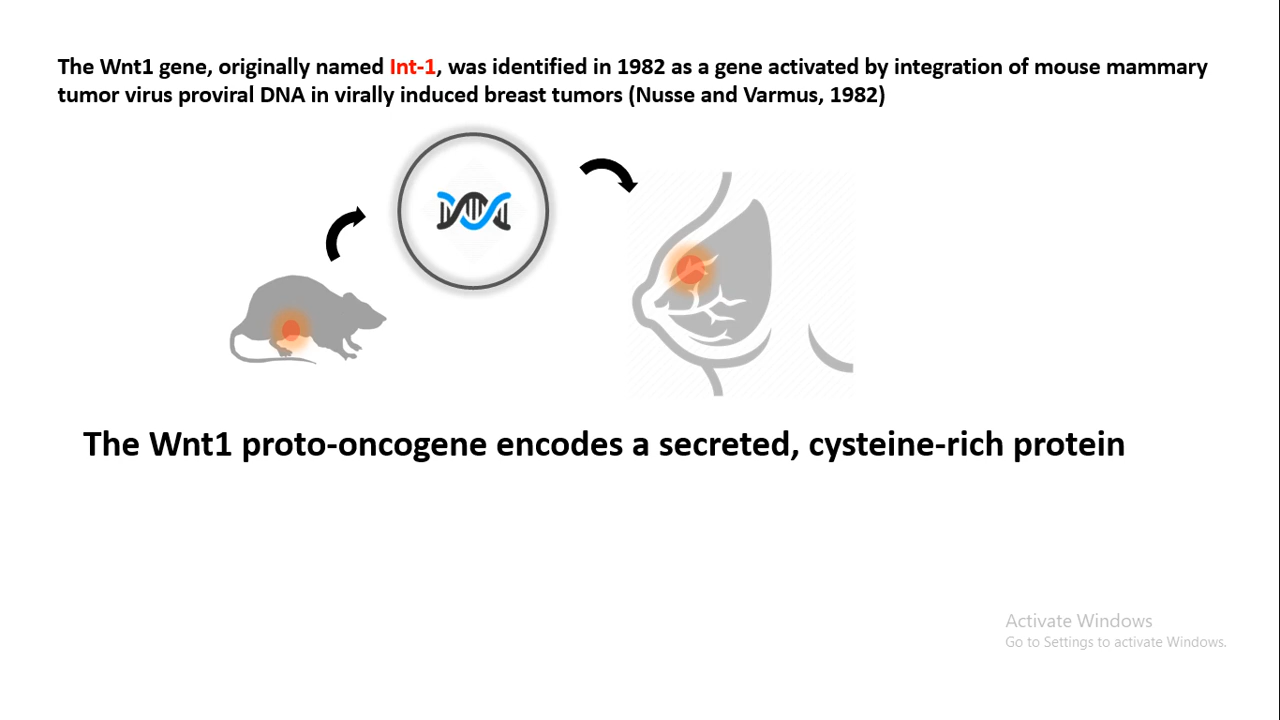 The Wnt1 gene, originally named Int-1, was identified in 1982 as a gene activated by integration of mouse mammary
tumor virus proviral DNA in virally induced breast tumors (Nusse and Varmus, 1982)
The Wnt1 proto-oncogene encodes a secreted, cysteine-rich protein
Activate Windows
Go to Settings to activate Windows.